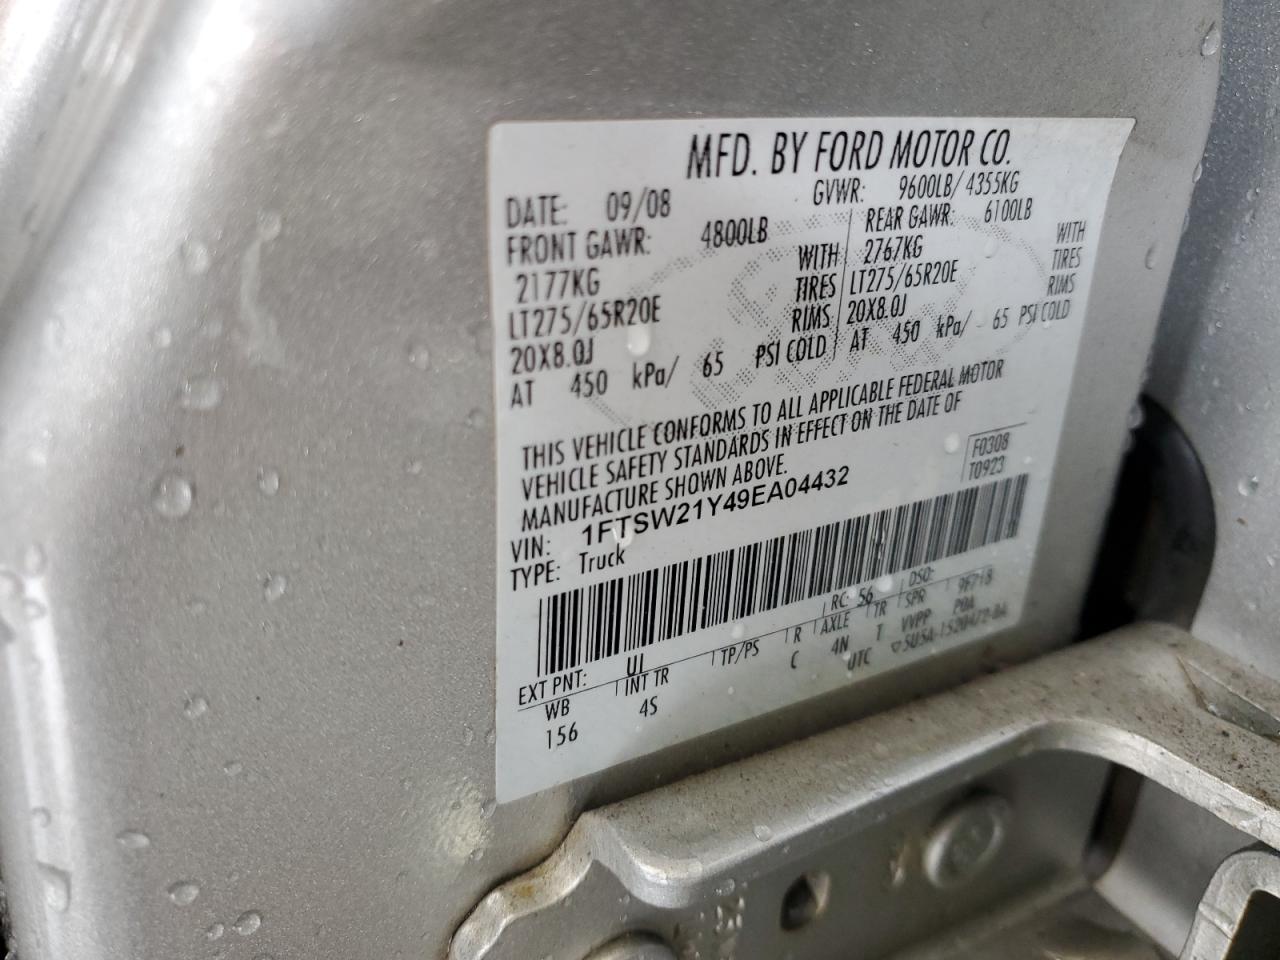 MFD. BY FORD MOTOR CO.
DATE: 09/08 GVWR: 9600LB/ 4355KG
FRONT GAWR: 4800LB REAR GAWR: 6100LB
2177KG WITH 2767KG WITH
LT275/65R20E TIRES LT275/65R20E TIRES
20X8.0J RIMS 20X8.0J RIMS
AT 450 kPa/ 65 PSI COLD AT 450 kPa/ 65 PSI COLD
THIS VEHICLE CONFORMS TO ALL APPLICABLE FEDERAL MOTOR
VEHICLE SAFETY STANDARDS IN EFFECT ON THE DATE OF
MANUFACTURE SHOWN ABOVE.
F0308
T0923
VIN: 1FTSW21Y49EA04432
TYPE: Truck
EXT PNT: UI RC: 56 DSO:
WB INT TR TP/PS R AXLE TR SPR 9F718
156 4S C 4N T VVPP POA
UTC